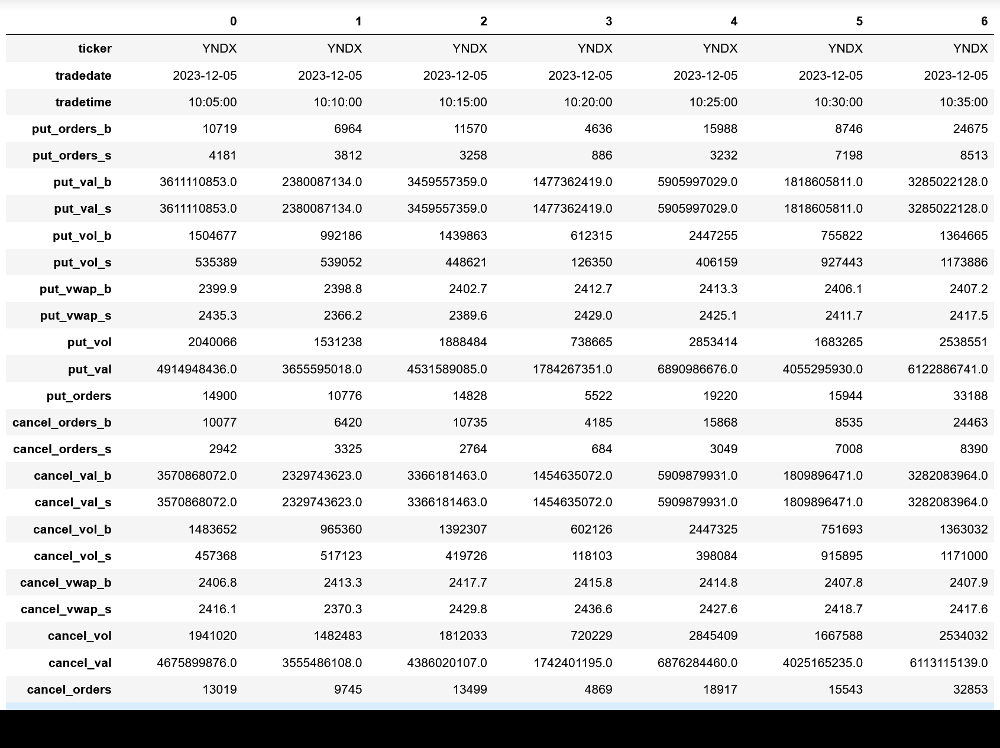 0 1 2 3 4 5 6
ticker YNDX YNDX YNDX YNDX YNDX YNDX YNDX
tradedate 2023-12-05 2023-12-05 2023-12-05 2023-12-05 2023-12-05 2023-12-05 2023-12-05
tradetime 10:05:00 10:10:00 10:15:00 10:20:00 10:25:00 10:30:00 10:35:00
put_orders_b 10719 6964 11570 4636 15988 8746 24675
put_orders_s 4181 3812 3258 886 3232 7198 8513
put_val_b 3611110853.0 2380087134.0 3459557359.0 1477362419.0 5905997029.0 1818605811.0 3285022128.0
put_val_s 3611110853.0 2380087134.0 3459557359.0 1477362419.0 5905997029.0 1818605811.0 3285022128.0
put_vol_b 1504677 992186 1439863 612315 2447255 755822 1364665
put_vol_s 535389 539052 448621 126350 406159 927443 1173886
put_vwap_b 2399.9 2398.8 2402.7 2412.7 2413.3 2406.1 2407.2
put_vwap_s 2435.3 2366.2 2389.6 2429.0 2425.1 2411.7 2417.5
put_vol 2040066 1531238 1888484 738665 2853414 1683265 2538551
put_val 4914948436.0 3655595018.0 4531589085.0 1784267351.0 6890986676.0 4055295930.0 6122886741.0
put_orders 14900 10776 14828 5522 19220 15944 33188
cancel_orders_b 10077 6420 10735 4185 15868 8535 24463
cancel_orders_s 2942 3325 2764 684 3049 7008 8390
cancel_val_b 3570868072.0 2329743623.0 3366181463.0 1454635072.0 5909879931.0 1809896471.0 3282083964.0
cancel_val_s 3570868072.0 2329743623.0 3366181463.0 1454635072.0 5909879931.0 1809896471.0 3282083964.0
cancel_vol_b 1483652 965360 1392307 602126 2447325 751693 1363032
cancel_vol_s 457368 517123 419726 118103 398084 915895 1171000
cancel_vwap_b 2406.8 2413.3 2417.7 2415.8 2414.8 2407.8 2407.9
cancel_vwap_s 2416.1 2370.3 2429.8 2436.6 2427.6 2418.7 2417.6
cancel_vol 1941020 1482483 1812033 720229 2845409 1667588 2534032
cancel_val 4675899876.0 3555486108.0 4386020107.0 1742401195.0 6876284460.0 4025165235.0 6113115139.0
cancel_orders 13019 9745 13499 4869 18917 15543 32853